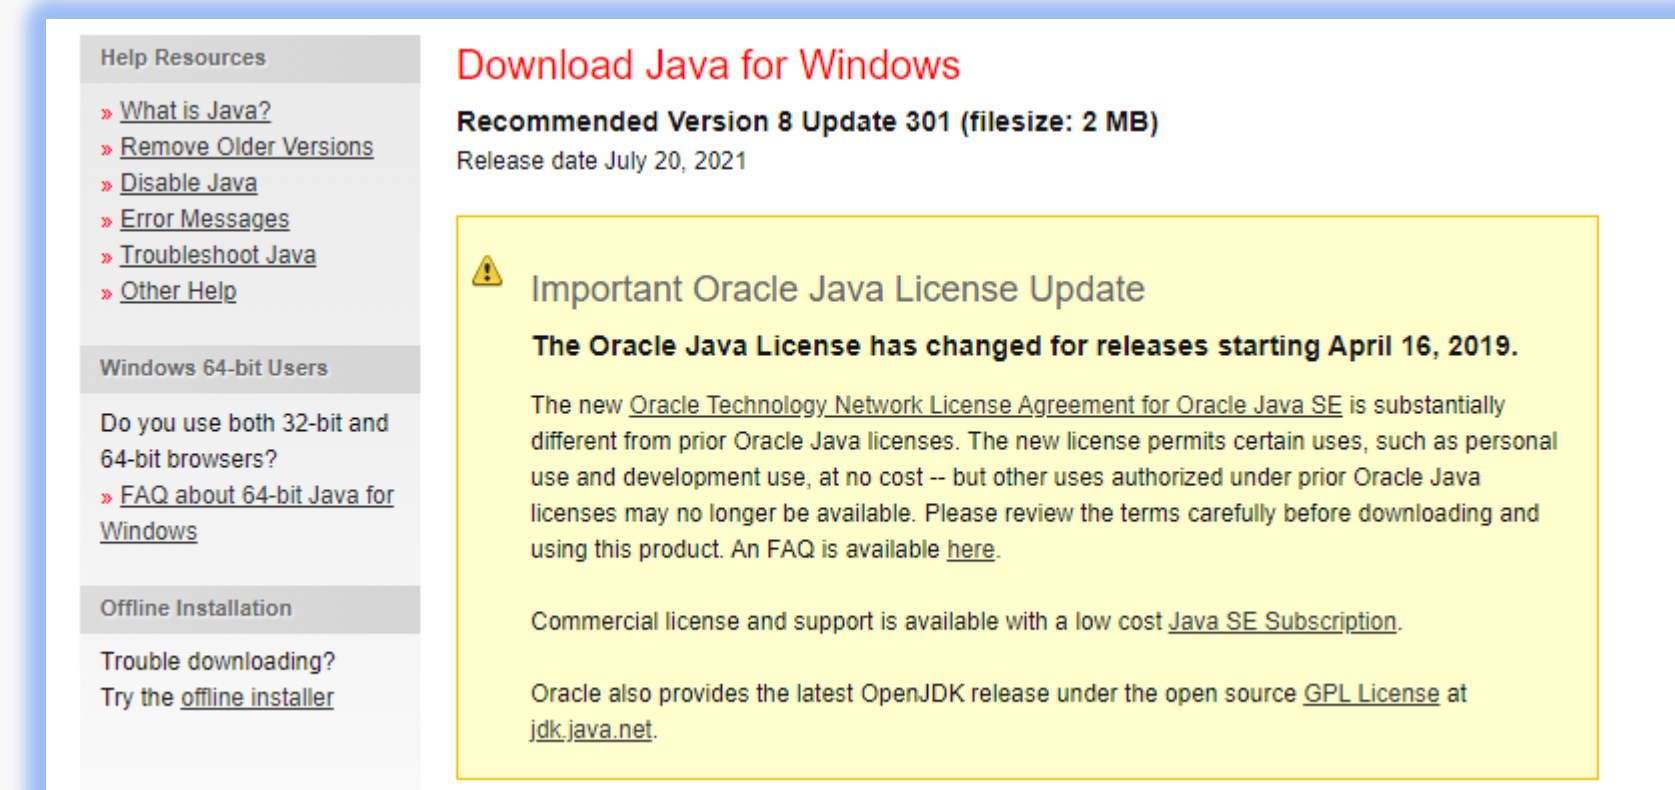 Help Resources
» What is Java?
» Remove Older Versions
» Disable Java
» Error Messages
» Troubleshoot Java
» Other Help
Windows 64-bit Users
Do you use both 32-bit and
64-bit browsers?
» FAQ about 64-bit Java for
Windows
Offline Installation
Trouble downloading?
Try the offline installer
Download Java for Windows
Recommended Version 8 Update 301 (filesize: 2 MB)
Release date July 20, 2021
Important Oracle Java License Update
The Oracle Java License has changed for releases starting April 16, 2019.
The new Oracle Technology Network License Agreement for Oracle Java SE is substantially
different from prior Oracle Java licenses. The new license permits certain uses, such as personal
use and development use, at no cost -- but other uses authorized under prior Oracle Java
licenses may no longer be available. Please review the terms carefully before downloading and
using this product. An FAQ is available here.
Commercial license and support is available with a low cost Java SE Subscription.
Oracle also provides the latest OpenJDK release under the open source GPL License at
jdk.java.net.